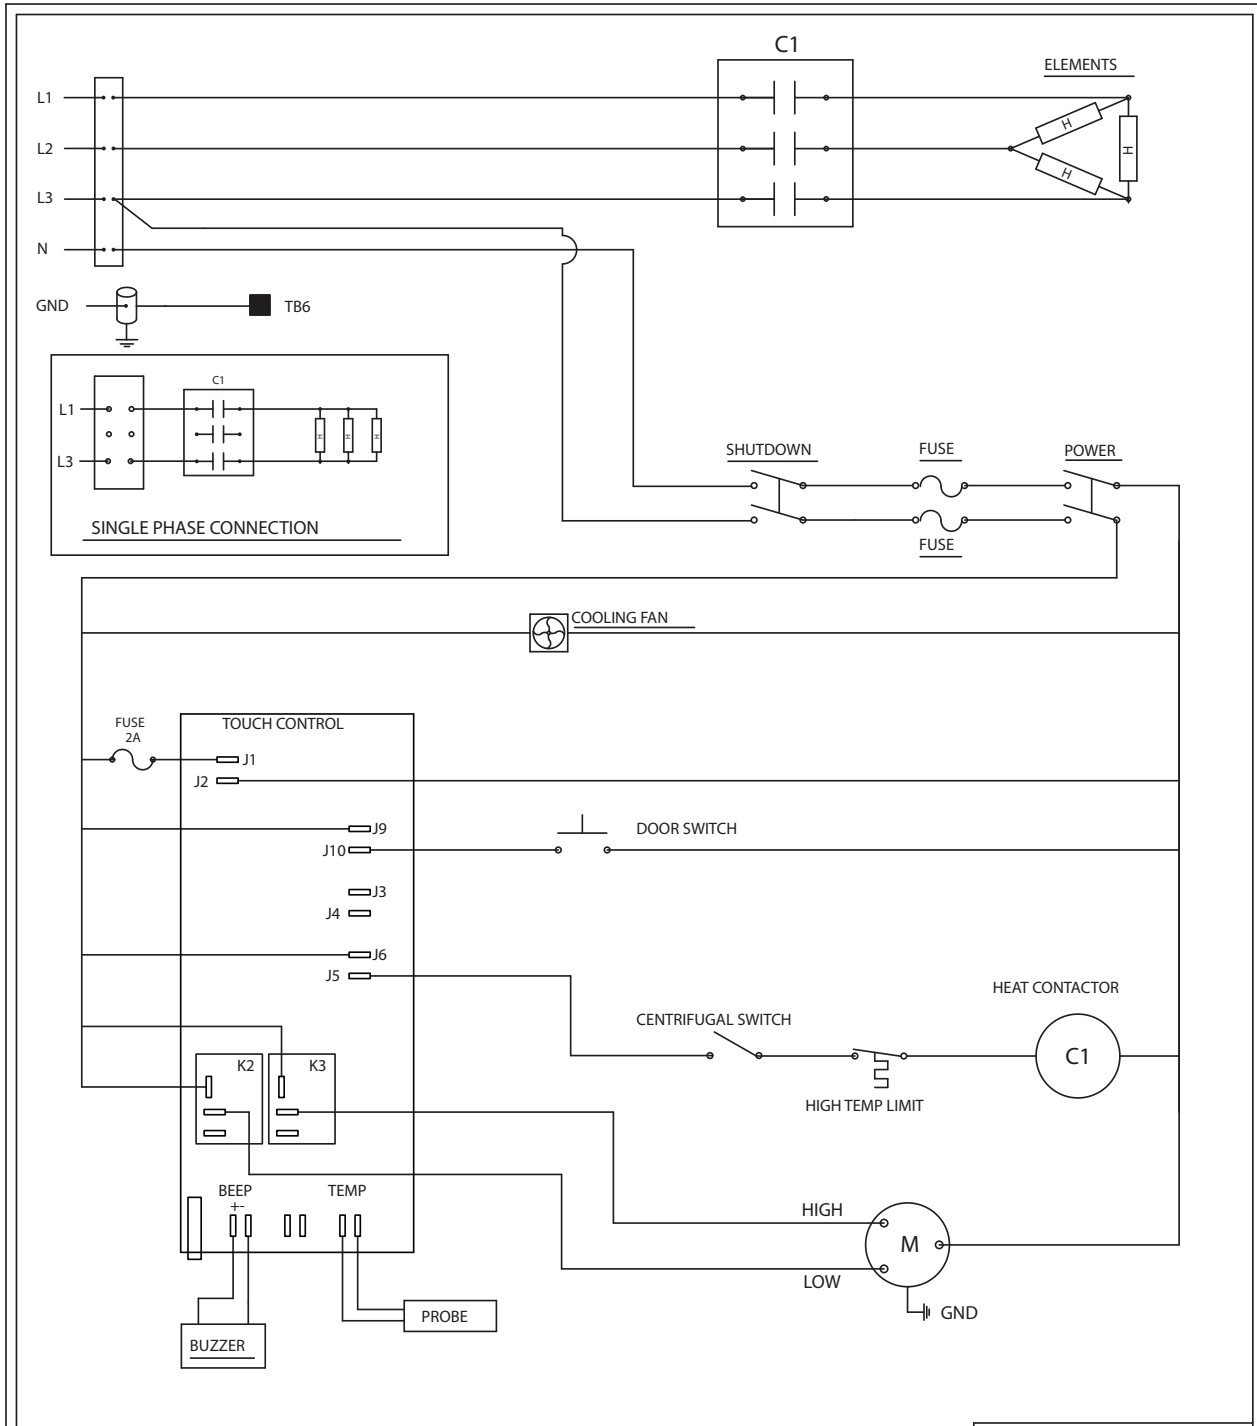 C1
ELEMENTS
L1
H
H
L2
H
L3
N
GND
TB6
C1
L1
H
H
H
L3
SINGLE PHASE CONNECTION
SHUTDOWN
FUSE
POWER
FUSE
COOLING FAN
FUSE
2A
TOUCH CONTROL
J1
J2
J9
DOOR SWITCH
J10
J3
J4
J6
J5
HEAT CONTACTOR
CENTRIFUGAL SWITCH
K2
K3
C1
HIGH TEMP LIMIT
BEEP
TEMP
+-
HIGH
M
LOW
GND
PROBE
BUZZER